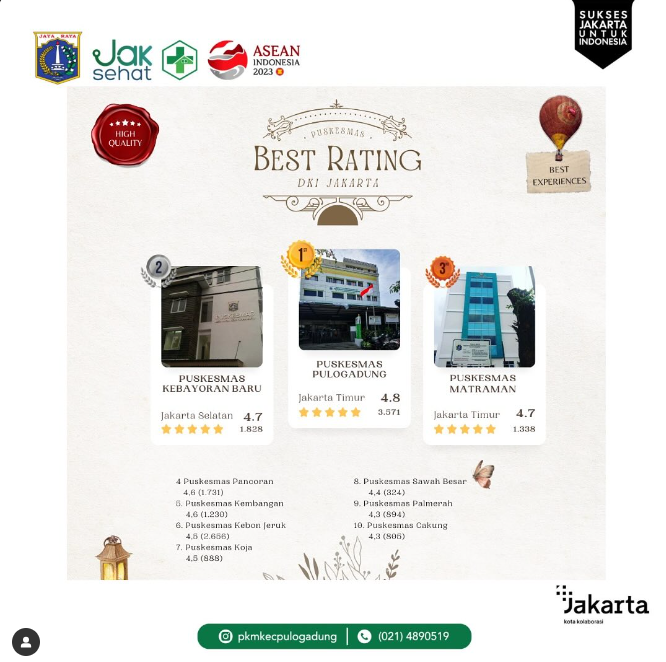 SUKSES
JAKARTA
UNTUK
INDONESIA
JAYA RAYA
Jak
sehat
ASEAN
INDONESIA
2023
HIGH
QUALITY
PUSKESMAS
BEST RATING
DKI JAKARTA
BEST
EXPERIENCES
2
1
3
PUSKESMAS
KEBAYORAN BARU
Jakarta Selatan 4.7
1.828
PUSKESMAS
PULOGADUNG
Jakarta Timur 4.8
3.571
PUSKESMAS
MATRAMAN
Jakarta Timur 4.7
1.338
4 Puskesmas Pancoran
4,6 (1.731)
5. Puskesmas Kembangan
4,6 (1.230)
6. Puskesmas Kebon Jeruk
4,5 (2.656)
7. Puskesmas Koja
4,5 (888)
8. Puskesmas Sawah Besar
4,4 (324)
9. Puskesmas Palmerah
4,3 (894)
10. Puskesmas Cakung
4,3 (805)
Jakarta
kota kolaborasi
pkmkecpulogadung | (021) 4890519